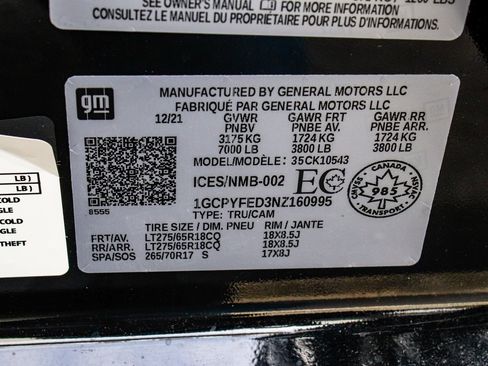 SEE OWNER'S MANUAL FOR MORE INFORMATION
CONSULTEZ LE MANUEL DU PROPRIÉTAIRE POUR
gm
MANUFACTURED BY GENERAL MOTORS LLC
FABRIQUÉ PAR GENERAL MOTORS LLC
12/21 GVWR GAWR FRT GAWR RR
PNBV PNBE AV. PNBE ARR.
3175 KG 1724 KG 1724 KG
7000 LB 3800 LB 3800 LB
MODEL/MODÈLE: 35CK10543
ICES/NMB-002 EC
CANADA
985
TRANSPORT
8555
1GCPYFED3NZ160995
TYPE: TRU/CAM
TIRE SIZE / DIM. PNEU RIM / JANTE
FRT/AV. LT275/65R18CQ 18X8.5J
RR/ARR. LT275/65R18CQ 18X8.5J
SPA/SOS 265/70R17 S 17X8J
LB )
LB )
COLD
GLE
COLD
GLE
THEFT